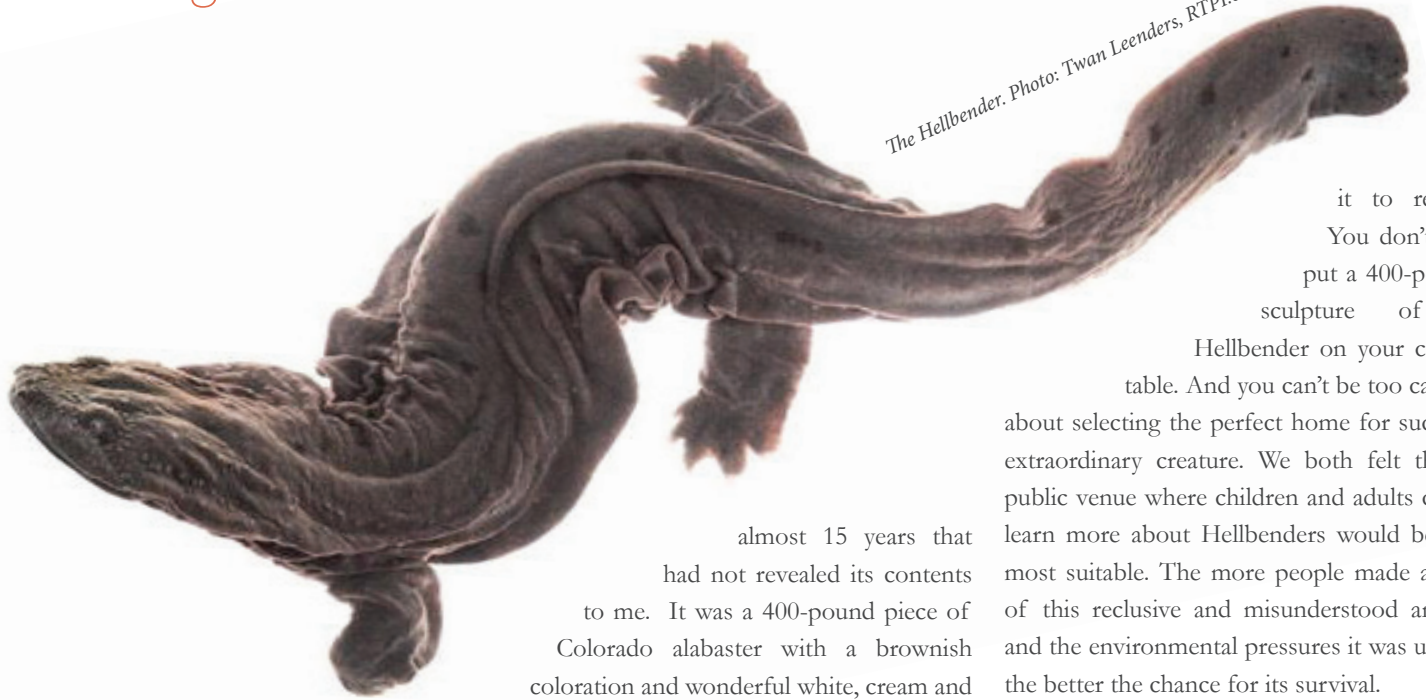 The Hellbender. Photo: Twan Leenders, RTPI.
almost 15 years that
had not revealed its contents
to me. It was a 400-pound piece of
Colorado alabaster with a brownish
coloration and wonderful white, cream and
it to re
You don’
put a 400-p
sculpture of
Hellbender on your c
table. And you can’t be too ca
about selecting the perfect home for suc
extraordinary creature. We both felt th
public venue where children and adults c
learn more about Hellbenders would be
most suitable. The more people made a
of this reclusive and misunderstood an
and the environmental pressures it was u
the better the chance for its survival.